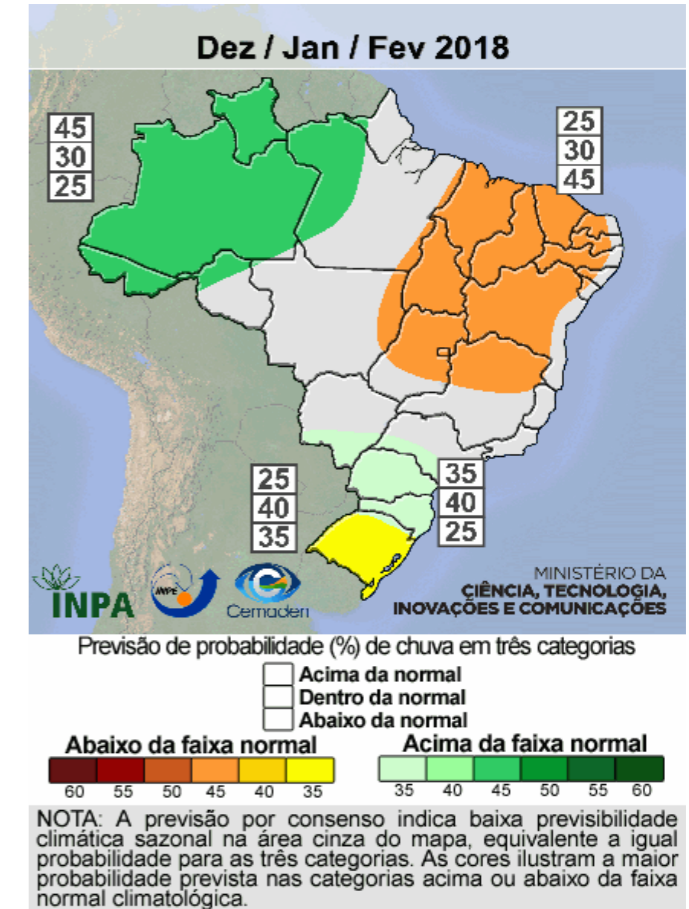 Dez / Jan / Fev 2018
45
30
25
25
30
45
25
40
35
35
40
25
INPA
INPE
Cemaden
MINISTÉRIO DA
CIÊNCIA, TECNOLOGIA,
INOVAÇÕES E COMUNICAÇÕES
Previsão de probabilidade (%) de chuva em três categorias
Acima da normal
Dentro da normal
Abaixo da normal
Abaixo da faixa normal
60 55 50 45 40 35
Acima da faixa normal
35 40 45 50 55 60
NOTA: A previsão por consenso indica baixa previsibilidade
climática sazonal na área cinza do mapa, equivalente a igual
probabilidade para as três categorias. As cores ilustram a maior
probabilidade prevista nas categorias acima ou abaixo da faixa
normal climatológica.